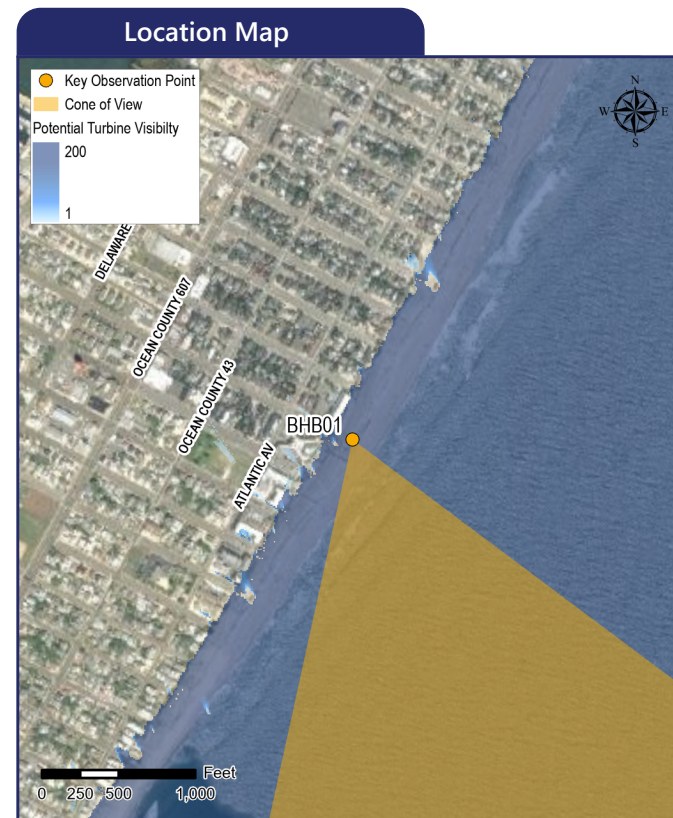 Location Map
Key Observation Point
Cone of View
Potential Turbine Visibilty
200
1
N
W
E
S
DELAWARE
OCEAN COUNTY 607
OCEAN COUNTY 43
ATLANTIC AV
BHB01
Feet
0 250 500 1,000